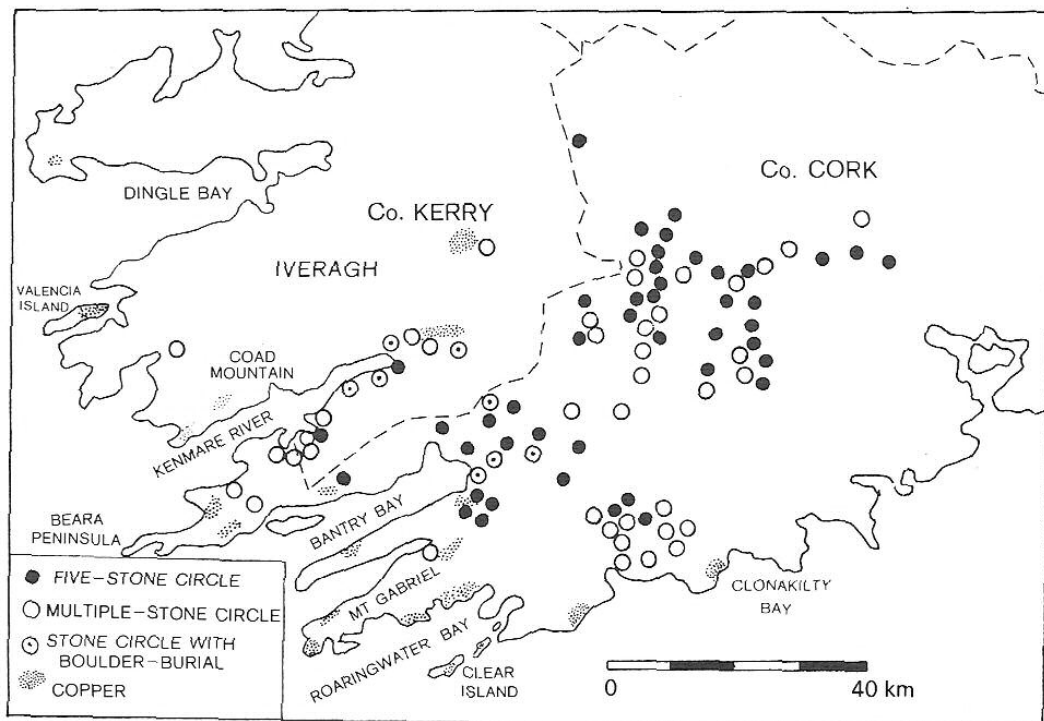 Co. CORK
DINGLE BAY
Co. KERRY
IVERAGH
VALENCIA
ISLAND
COAD
MOUNTAIN
KENMARE RIVER
BEARA
PENINSULA
BANTRY BAY
MT GABRIEL
ROARINGWATER BAY
CLEAR
ISLAND
CLONAKILTY
BAY
FIVE-STONE CIRCLE
MULTIPLE-STONE CIRCLE
STONE CIRCLE WITH
BOULDER-BURIAL
COPPER
0 40 km